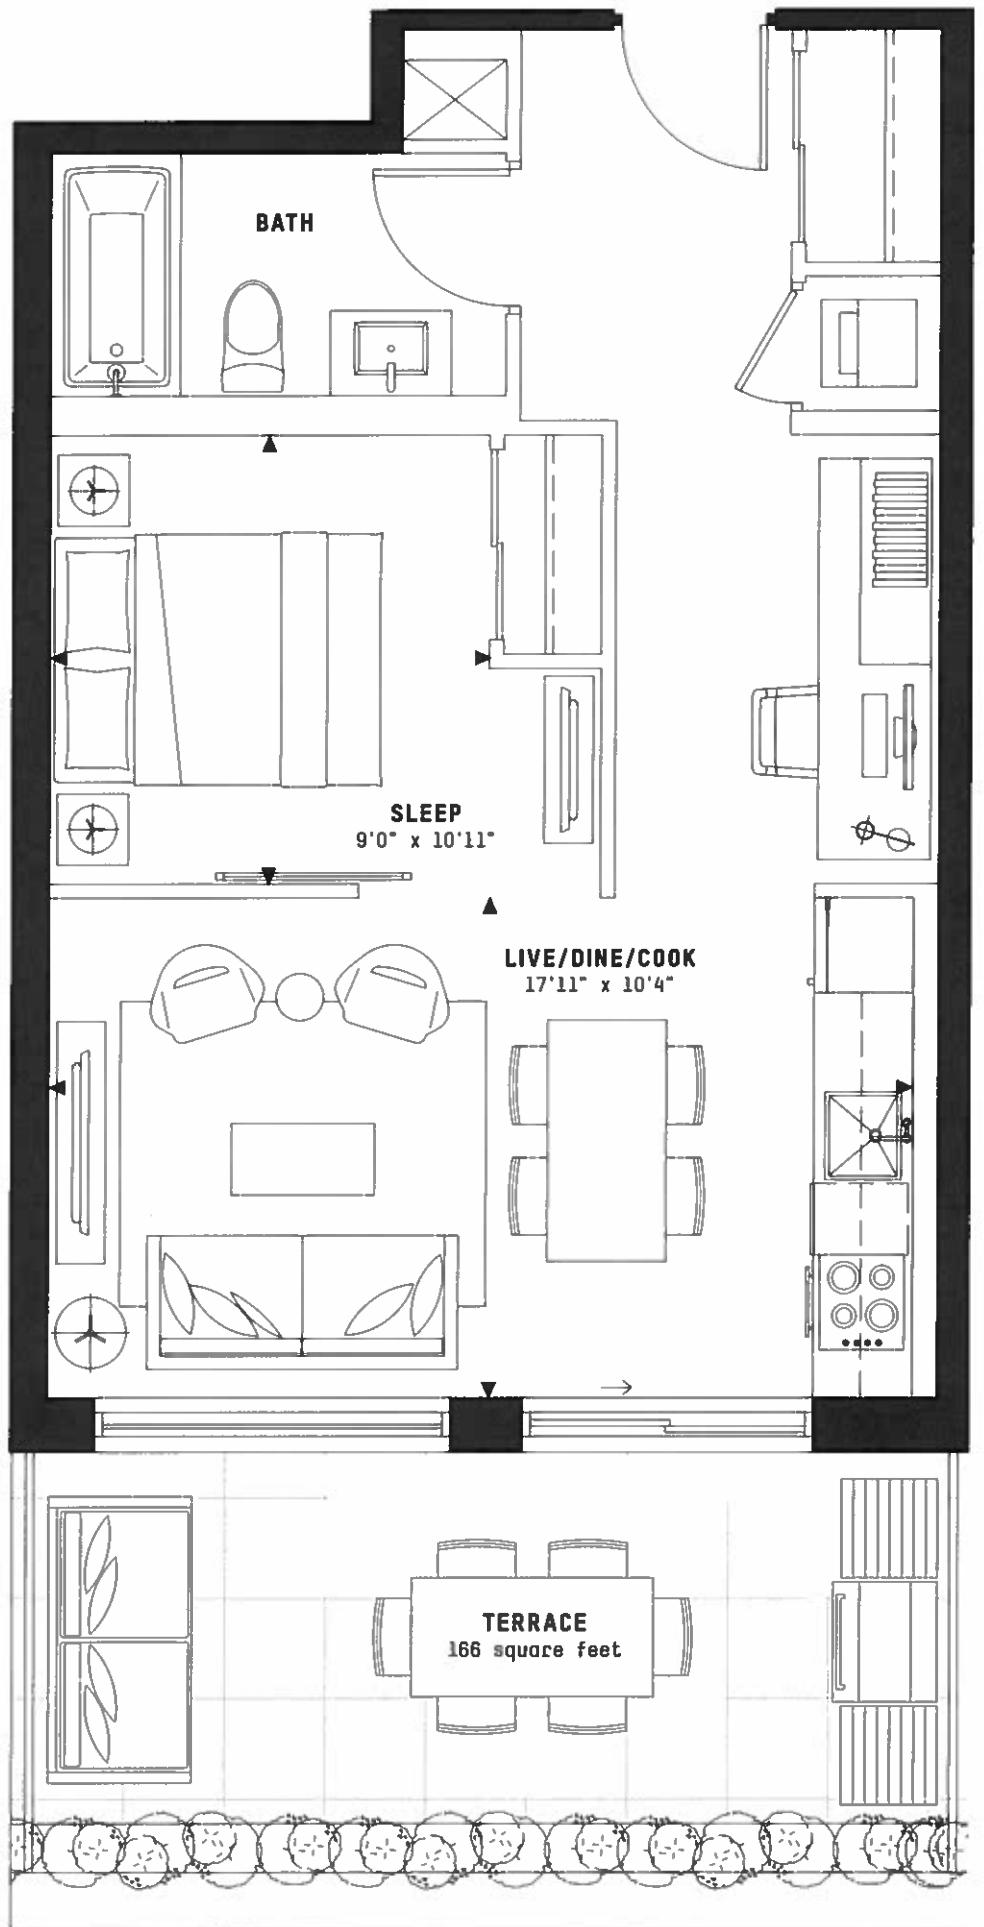 BATH
SLEEP
9'0" x 10'11"
LIVE/DINE/COOK
17'11" x 10'4"
TERRACE
166 square feet